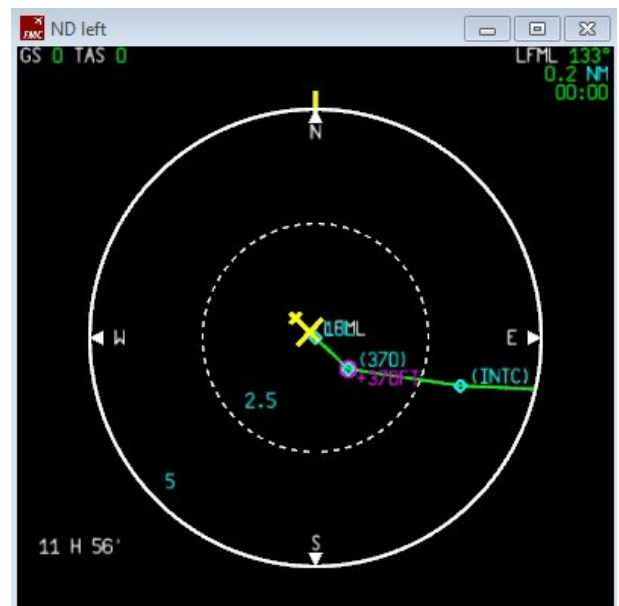 FMC ND left
GS 0 TAS 0
LFML 133°
0.2 NM
00:00
N
W
E
(370)
+370FT
(INTC)
2.5
5
11 H 56'
S